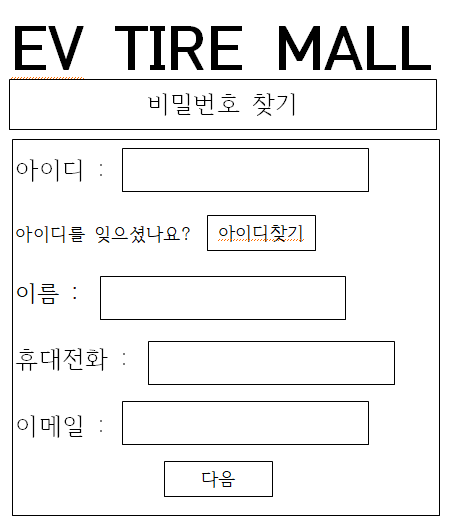 EV TIRE MALL
비밀번호 찾기
아이디 :
아이디를 잊으셨나요? 아이디찾기
이름 :
휴대전화 :
이메일 :
다음